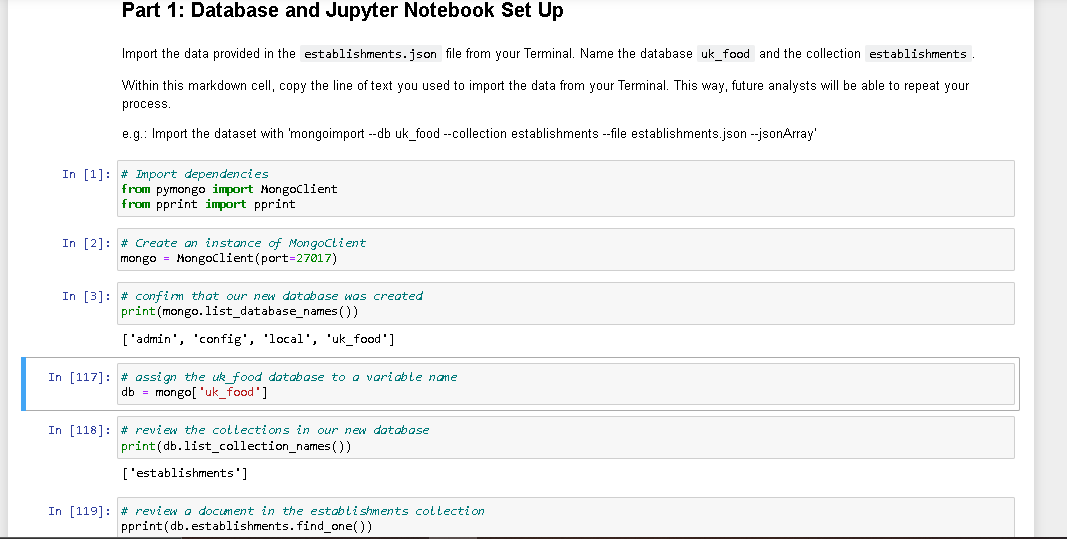 Part 1: Database and Jupyter Notebook Set Up
Import the data provided in the establishments.json file from your Terminal. Name the database uk_food and the collection establishments .
Within this markdown cell, copy the line of text you used to import the data from your Terminal. This way, future analysts will be able to repeat your
process.
e.g.: Import the dataset with 'mongoimport --db uk_food --collection establishments --file establishments.json --jsonArray'
In [1]: # Import dependencies
from pymongo import MongoClient
from pprint import pprint
In [2]: # Create an instance of MongoClient
mongo = MongoClient(port=27017)
In [3]: # confirm that our new database was created
print(mongo.list_database_names())
['admin', 'config', 'local', 'uk_food']
In [117]: # assign the uk_food database to a variable name
db = mongo['uk_food']
In [118]: # review the collections in our new database
print(db.list_collection_names())
['establishments']
In [119]: # review a document in the establishments collection
pprint(db.establishments.find_one())